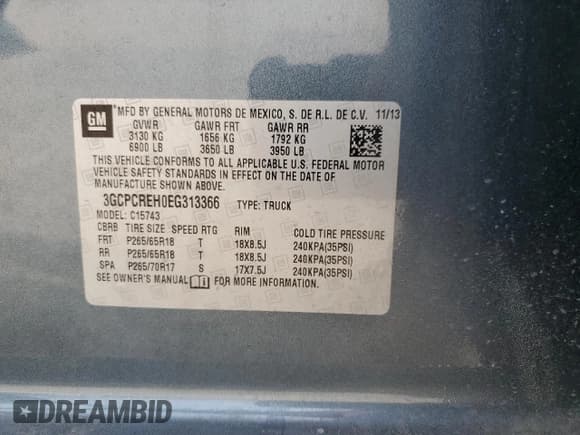 GM
*MFD BY GENERAL MOTORS DE MEXICO, S. DE R.L. DE C.V. 11/13
GVWR GAWR FRT GAWR RR
3130 KG 1656 KG 1792 KG
6900 LB 3650 LB 3950 LB
THIS VEHICLE CONFORMS TO ALL APPLICABLE U.S. FEDERAL MOTOR
VEHICLE SAFETY STANDARDS IN EFFECT ON THE DATE OF
MANUFACTURE SHOWN ABOVE.
3GCPCREH0EG313366 TYPE: TRUCK
MODEL: C15743
CBRB TIRE SIZE SPEED RTG RIM COLD TIRE PRESSURE
FRT P265/65R18 T 18X8.5J 240KPA(35PSI)
RR P265/65R18 T 18X8.5J 240KPA(35PSI)
SPA P265/70R17 S 17X7.5J 240KPA(35PSI)
SEE OWNER'S MANUAL FOR MORE INFORMATION.
DREAMBID